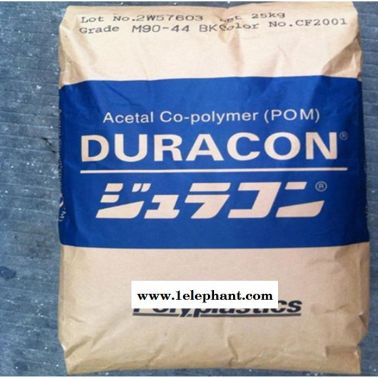 Lot No. 2W57603 Net 25kg
Grade M90-44 BK Color No. CF2001
Acetal Co-polymer (POM)
DURACON®
ジュラコン®
www.1elephant.com
Polyplastics